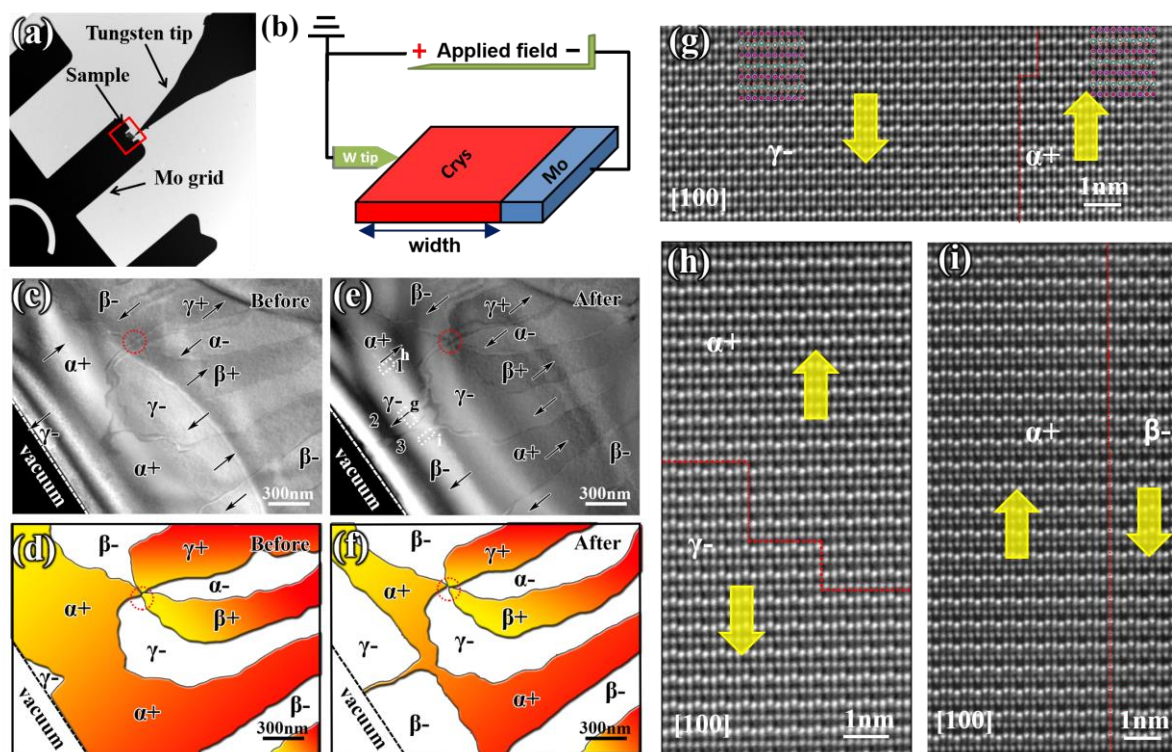 (a)
Tungsten tip
Sample
Mo grid
(b)
+ Applied field −
W tip
Crys
Mo
width
(c)
Before
β-
γ+
α-
α+
β+
γ-
γ-
α+
β-
vacuum
300nm
(e)
After
β-
γ+
α-
α+
h
1
β+
γ-
γ-
g
2
3
i
α+
β-
β-
vacuum
300nm
(d)
Before
β-
γ+
α-
α+
β+
γ-
γ-
α+
β-
vacuum
300nm
(f)
After
β-
γ+
α-
α+
β+
γ-
γ-
α+
β-
β-
vacuum
300nm
(g)
γ-
α+
[100]
1nm
(h)
α+
γ-
[100]
1nm
(i)
α+
β-
[100]
1nm